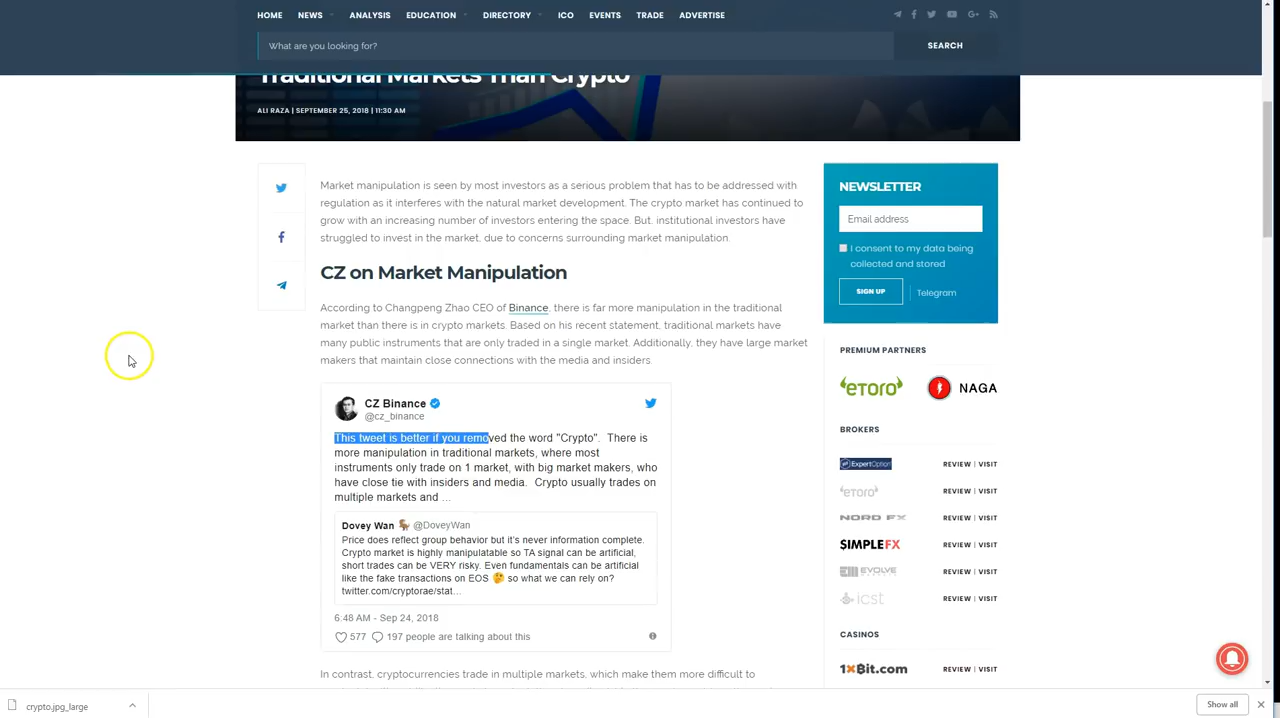 HOME NEWS ANALYSIS EDUCATION DIRECTORY ICO EVENTS TRADE ADVERTISE
What are you looking for?
SEARCH
Traditional Markets Than Crypto
ALI RAZA | SEPTEMBER 25, 2018 | 11:30 AM
Market manipulation is seen by most investors as a serious problem that has to be addressed with
regulation as it interferes with the natural market development. The crypto market has continued to
grow with an increasing number of investors entering the space. But, institutional investors have
struggled to invest in the market, due to concerns surrounding market manipulation.
CZ on Market Manipulation
According to Changpeng Zhao CEO of Binance, there is far more manipulation in the traditional
market than there is in crypto markets. Based on his recent statement, traditional markets have
many public instruments that are only traded in a single market. Additionally, they have large market
makers that maintain close connections with the media and insiders.
CZ Binance
@cz_binance
This tweet is better if you removed the word "Crypto". There is
more manipulation in traditional markets, where most
instruments only trade on 1 market, with big market makers, who
have close tie with insiders and media. Crypto usually trades on
multiple markets and ...
Dovey Wan @DoveyWan
Price does reflect group behavior but it's never information complete.
Crypto market is highly manipulatable so TA signal can be artificial,
short trades can be VERY risky. Even fundamentals can be artificial
like the fake transactions on EOS so what we can rely on?
twitter.com/cryptorae/stat...
6:48 AM - Sep 24, 2018
577 197 people are talking about this
In contrast, cryptocurrencies trade in multiple markets, which make them more difficult to
NEWSLETTER
Email address
I consent to my data being
collected and stored
SIGN UP
Telegram
PREMIUM PARTNERS
eToro
NAGA
BROKERS
ExpertOption REVIEW | VISIT
eToro REVIEW | VISIT
NORD FX REVIEW | VISIT
$IMPLEFX REVIEW | VISIT
EVOLVE MARKETS REVIEW | VISIT
icst REVIEW | VISIT
CASINOS
1XBit.com REVIEW | VISIT
crypto.jpg_large
Show all